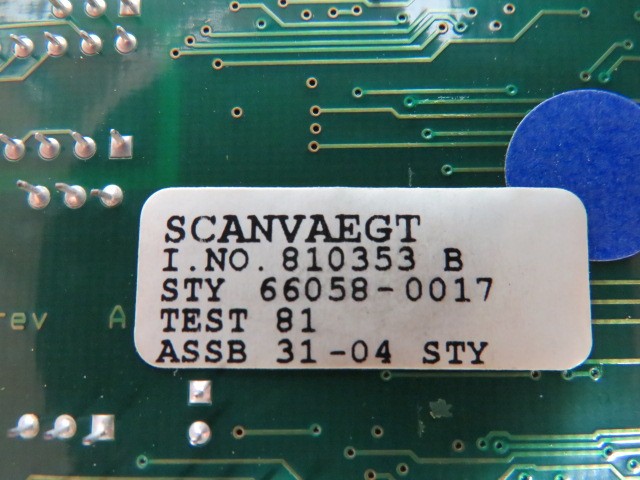 SCANVAEGT
I.NO. 810353 B
STY 66058-0017
TEST 81
ASSB 31-04 STY
rev A